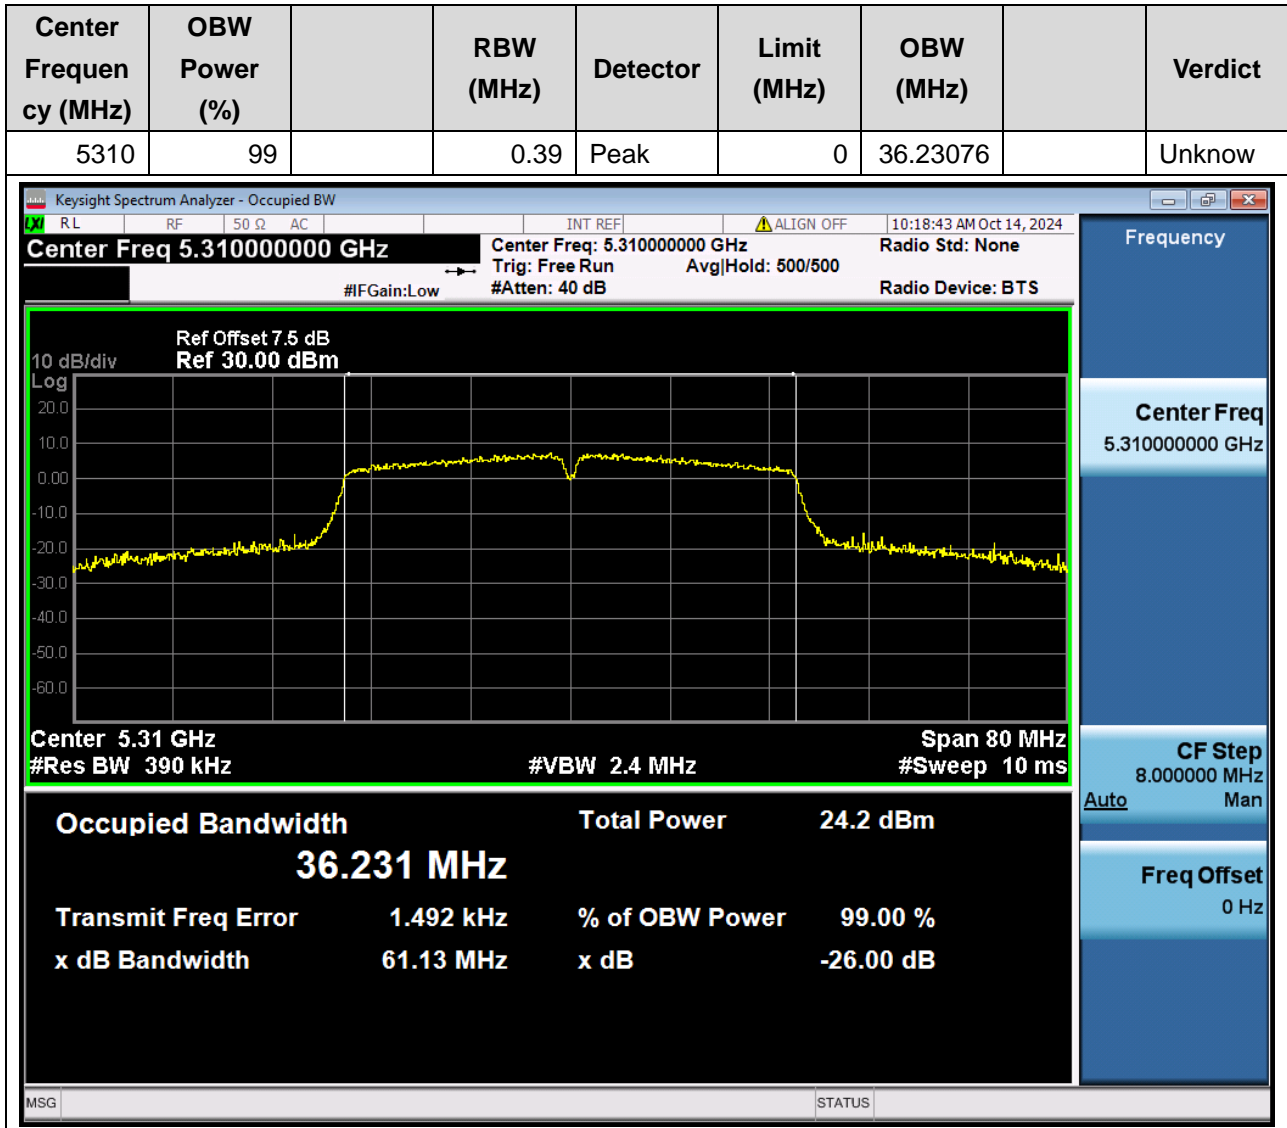 Center Frequen cy (MHz) OBW Power (%) RBW (MHz) Detector Limit (MHz) OBW (MHz) Verdict
5310 99 0.39 Peak 0 36.23076 Unknow
Keysight Spectrum Analyzer - Occupied BW
LXI RL RF 50 Ω AC INT REF ALIGN OFF 10:18:43 AM Oct 14, 2024
Center Freq 5.310000000 GHz
Center Freq: 5.310000000 GHz
Radio Std: None
Trig: Free Run Avg|Hold: 500/500
#IFGain:Low
#Atten: 40 dB
Radio Device: BTS
Ref Offset 7.5 dB
10 dB/div Ref 30.00 dBm
Log
20.0
10.0
0.00
-10.0
-20.0
-30.0
-40.0
-50.0
-60.0
Center 5.31 GHz Span 80 MHz
#Res BW 390 kHz #VBW 2.4 MHz #Sweep 10 ms
Occupied Bandwidth Total Power 24.2 dBm
36.231 MHz
Transmit Freq Error 1.492 kHz % of OBW Power 99.00 %
x dB Bandwidth 61.13 MHz x dB -26.00 dB
Frequency
Center Freq
5.310000000 GHz
CF Step
8.000000 MHz
Auto Man
Freq Offset
0 Hz
MSG STATUS